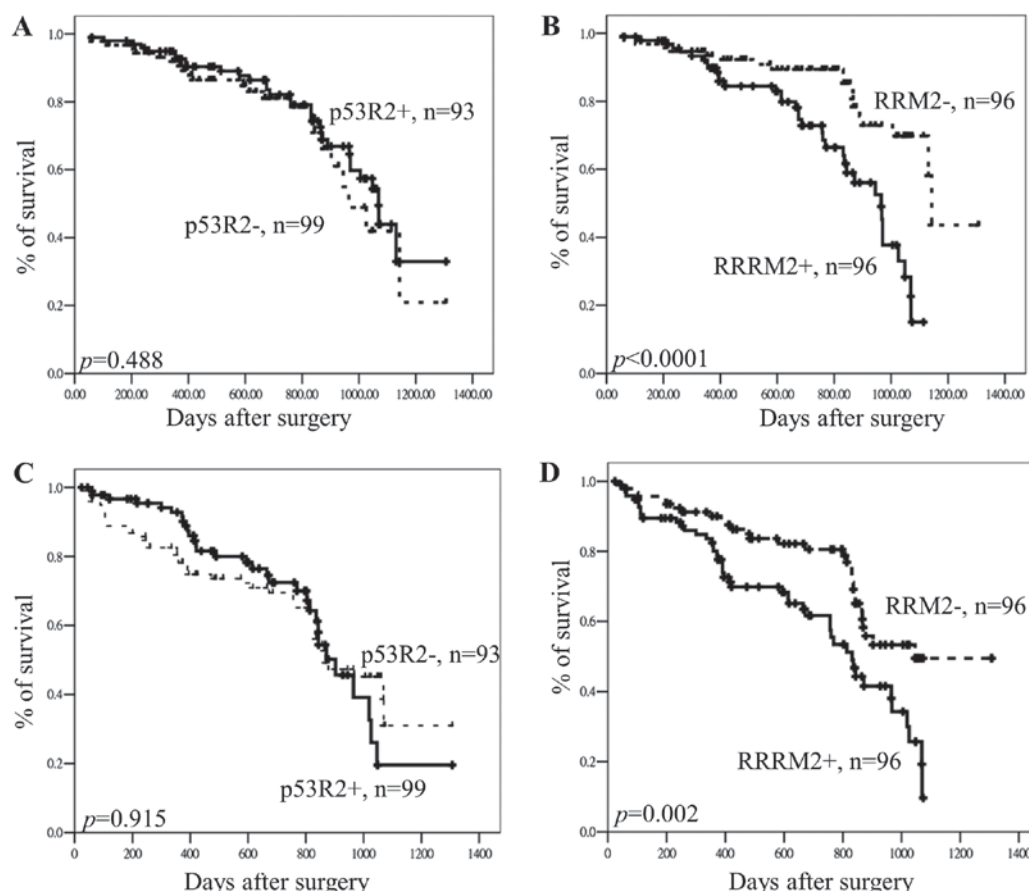 A
1.0
0.8
0.6
0.4
0.2
0.0
% of survival
p53R2+, n=93
p53R2-, n=99
p=0.488
0.00 200.00 400.00 600.00 800.00 1000.00 1200.00 1400.00
Days after surgery
B
1.0
0.8
0.6
0.4
0.2
0.0
% of survival
RRM2-, n=96
RRRM2+, n=96
p<0.0001
0.00 200.00 400.00 600.00 800.00 1000.00 1200.00 1400.00
Days after surgery
C
1.0
0.8
0.6
0.4
0.2
0.0
% of survival
p53R2-, n=93
p53R2+, n=99
p=0.915
0 200 400 600 800 1000 1200 1400
Days after surgery
D
1.0
0.8
0.6
0.4
0.2
0.0
% of survival
RRM2-, n=96
RRRM2+, n=96
p=0.002
0 200 400 600 800 1000 1200 1400
Days after surgery